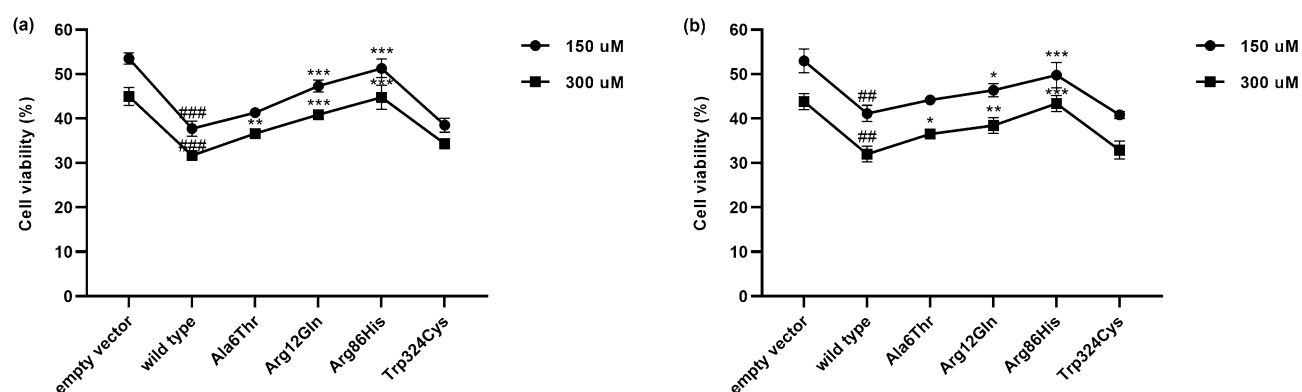 (a)
60
50
40
30
20
10
0
Cell viability (%)
###
###
**
***
***
***
***
150 uM
300 uM
empty vector
wild type
Ala6Thr
Arg12Gln
Arg86His
Trp324Cys
(b)
60
50
40
30
20
10
0
Cell viability (%)
##
##
*
*
**
***
***
150 uM
300 uM
empty vector
wild type
Ala6Thr
Arg12Gln
Arg86His
Trp324Cys